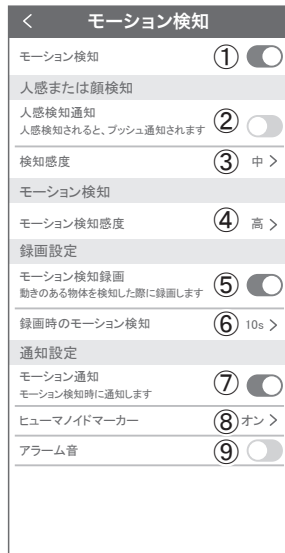 < モーション検知
モーション検知 ①
人感または顔検知
人感検知通知
人感検知されると、プッシュ通知されます ②
検知感度 ③ 中 >
モーション検知
モーション検知感度 ④ 高 >
録画設定
モーション検知録画
動きのある物体を検知した際に録画します ⑤
録画時のモーション検知 ⑥ 10s >
通知設定
モーション通知
モーション検知時に通知します ⑦
ヒューマノイドマーカー ⑧ オン >
アラーム音 ⑨